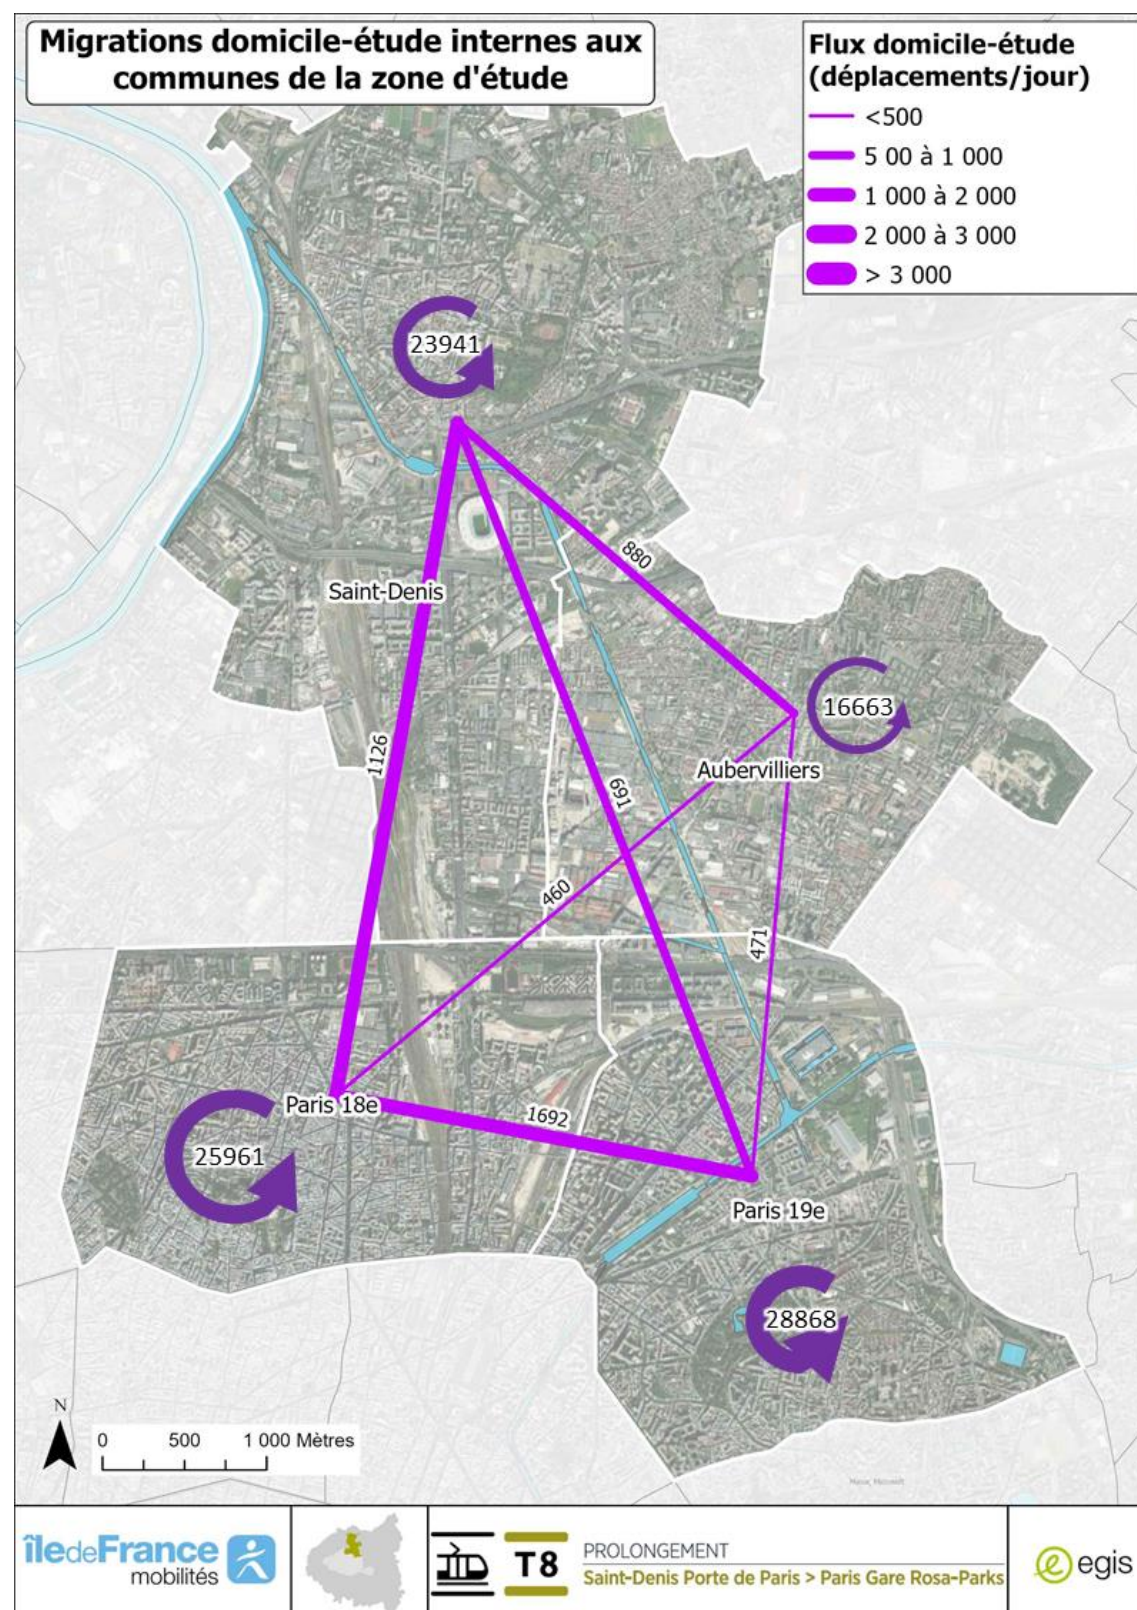 Migrations domicile-étude internes aux
communes de la zone d'étude
Flux domicile-étude
(déplacements/jour)
<500
5 00 à 1 000
1 000 à 2 000
2 000 à 3 000
> 3 000
23941
880
Saint-Denis
16663
1126
Aubervilliers
691
460
471
Paris 18e
1692
25961
Paris 19e
28868
N
0 500 1 000 Mètres
îledeFrance
mobilités
T8
PROLONGEMENT
Saint-Denis Porte de Paris > Paris Gare Rosa-Parks
egis